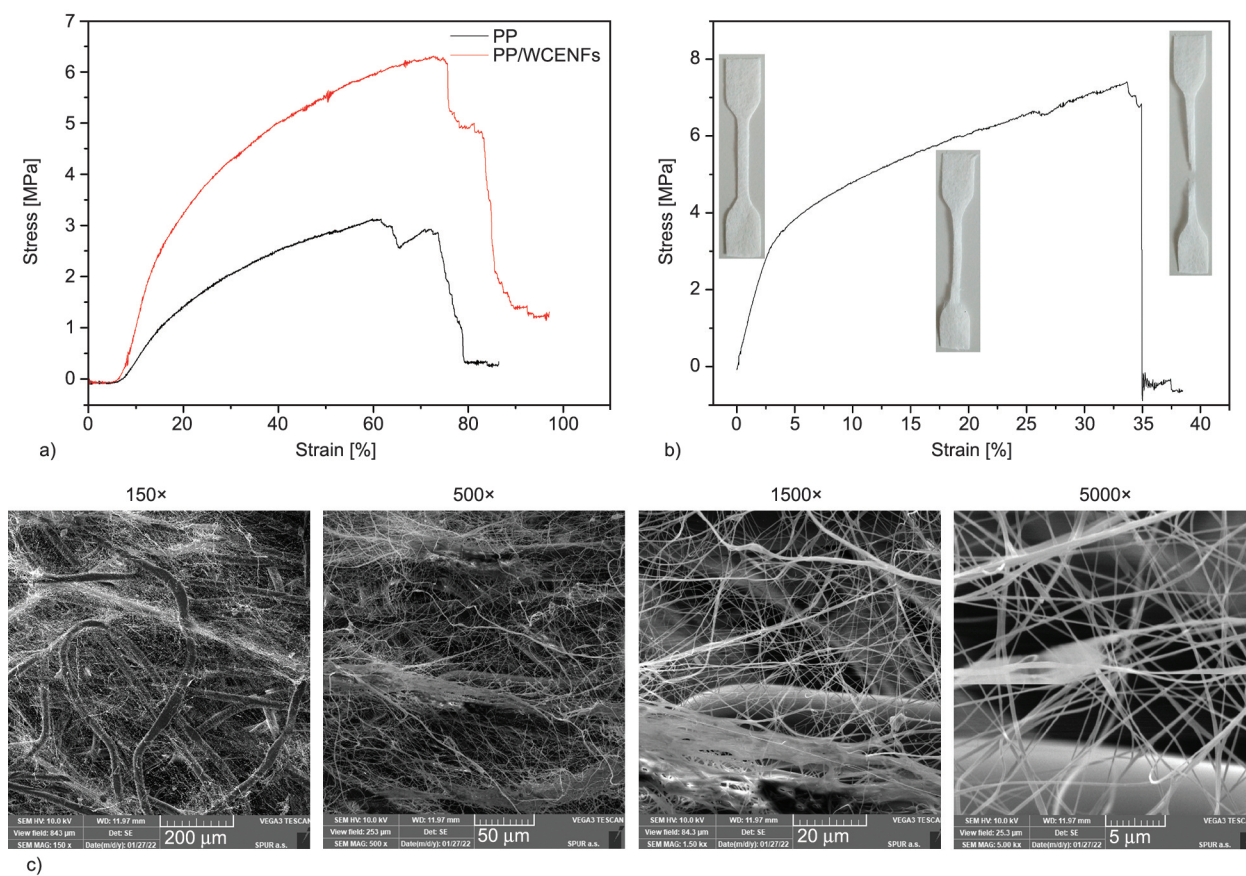 7
6
5
4
3
2
1
0
Stress [MPa]
PP
PP/WCENFs
0 20 40 60 80 100
Strain [%]
a)
8
6
2
4
2
0
Stress [MPa]
0 5 10 15 20 25 30 35 40
Strain [%]
b)
150×
500×
1500×
5000×
SEM HV: 10.0 kV WD: 11.97 mm VEGA3 TESCAN
View field: 843 µm Det: SE 200 µm
SEM MAG: 150 x Date(m/d/y): 01/27/22 SPUR a.s.
SEM HV: 10.0 kV WD: 11.97 mm VEGA3 TESCAN
View field: 253 µm Det: SE 50 µm
SEM MAG: 500 x Date(m/d/y): 01/27/22 SPUR a.s.
SEM HV: 10.0 kV WD: 11.97 mm VEGA3 TESCAN
View field: 84.3 µm Det: SE 20 µm
SEM MAG: 1.50 kx Date(m/d/y): 01/27/22 SPUR a.s.
SEM HV: 10.0 kV WD: 11.97 mm VEGA3 TESCAN
View field: 25.3 µm Det: SE 5 µm
SEM MAG: 5.00 kx Date(m/d/y): 01/27/22 SPUR a.s.
c)